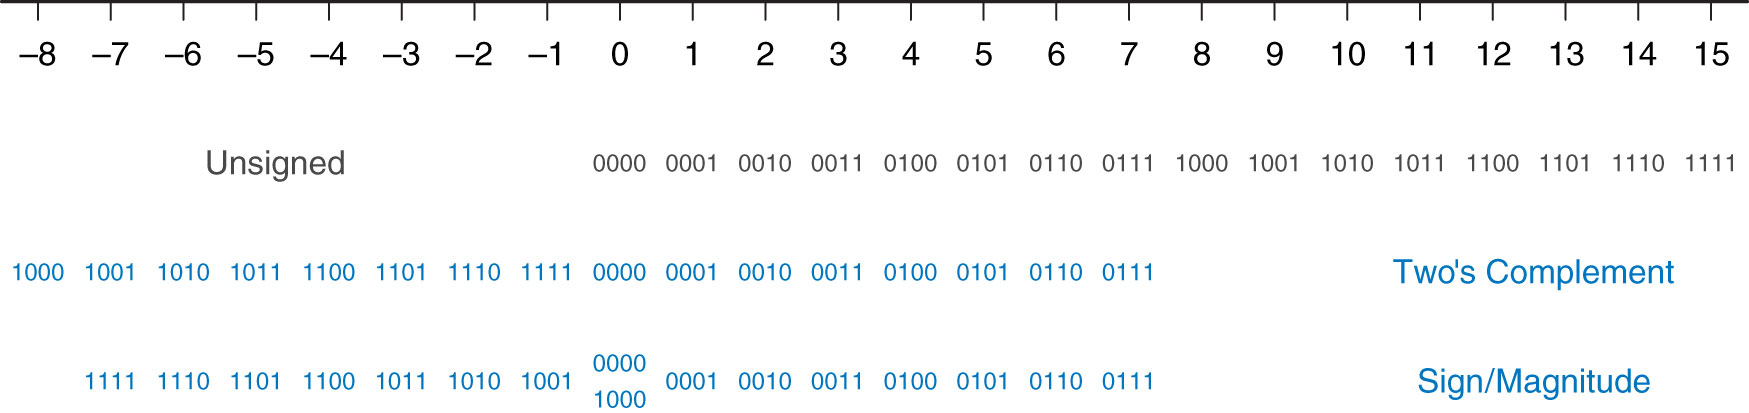 –8 –7 –6 –5 –4 –3 –2 –1 0 1 2 3 4 5 6 7 8 9 10 11 12 13 14 15
Unsigned 0000 0001 0010 0011 0100 0101 0110 0111 1000 1001 1010 1011 1100 1101 1110 1111
1000 1001 1010 1011 1100 1101 1110 1111 0000 0001 0010 0011 0100 0101 0110 0111 Two's Complement
0000
1111 1110 1101 1100 1011 1010 1001 0001 0010 0011 0100 0101 0110 0111 Sign/Magnitude
1000